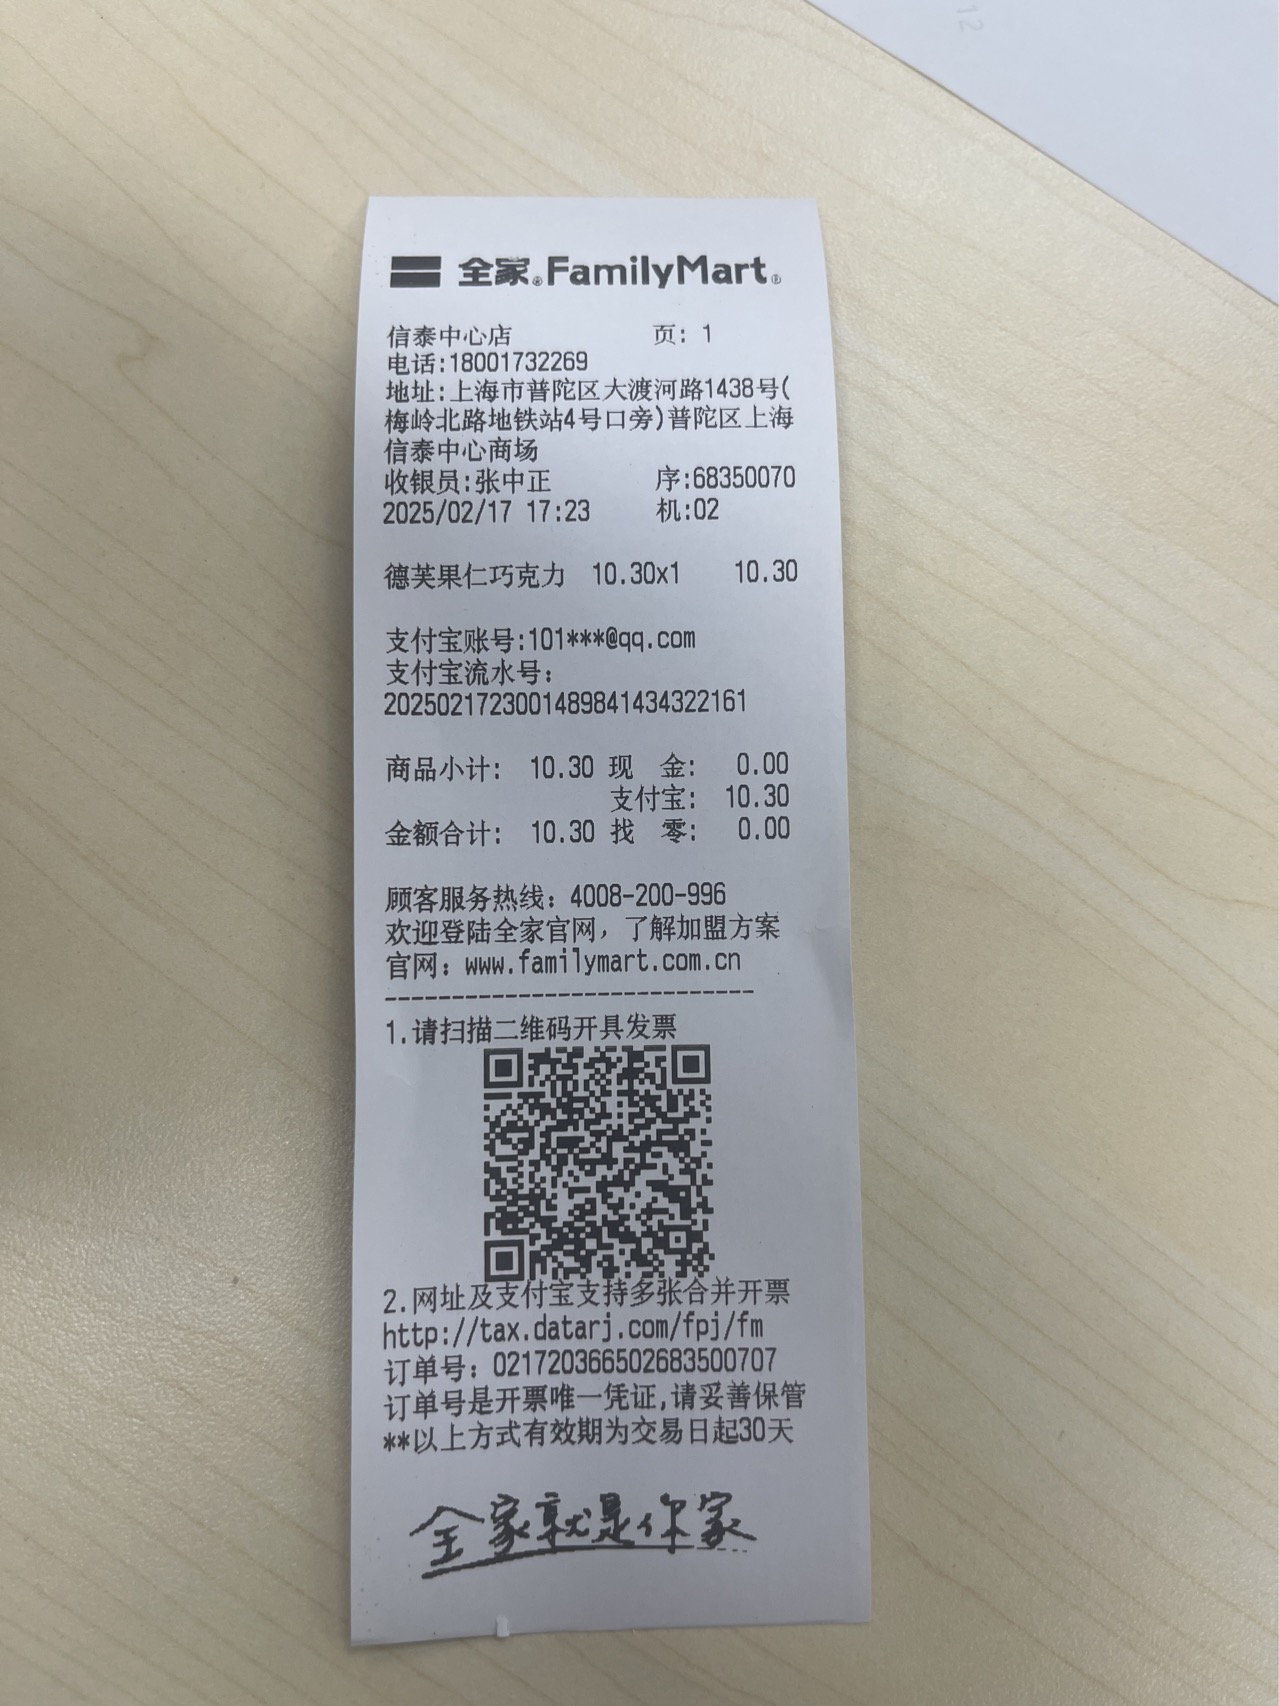 12
全家®FamilyMart®
信泰中心店 页: 1
电话:18001732269
地址:上海市普陀区大渡河路1438号(
梅岭北路地铁站4号口旁)普陀区上海
信泰中心商场
收银员:张中正 序:68350070
2025/02/17 17:23 机:02
德芙果仁巧克力 10.30x1 10.30
支付宝账号:101***@qq.com
支付宝流水号:
2025021723001489841434322161
商品小计: 10.30 现 金: 0.00
支付宝: 10.30
金额合计: 10.30 找 零: 0.00
顾客服务热线: 4008-200-996
欢迎登陆全家官网, 了解加盟方案
官网: www.familymart.com.cn
----------------------------
1.请扫描二维码开具发票
2.网址及支付宝支持多张合并开票
http://tax.datarj.com/fpj/fm
订单号: 021720366502683500707
订单号是开票唯一凭证,请妥善保管
**以上方式有效期为交易日起30天
全家就是你家